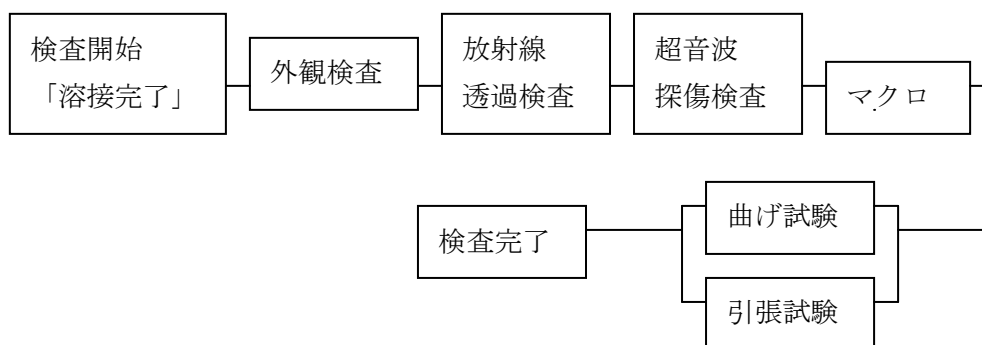 検査開始
「溶接完了」
外観検査
放射線
透過検査
超音波
探傷検査
マクロ
曲げ試験
引張試験
検査完了